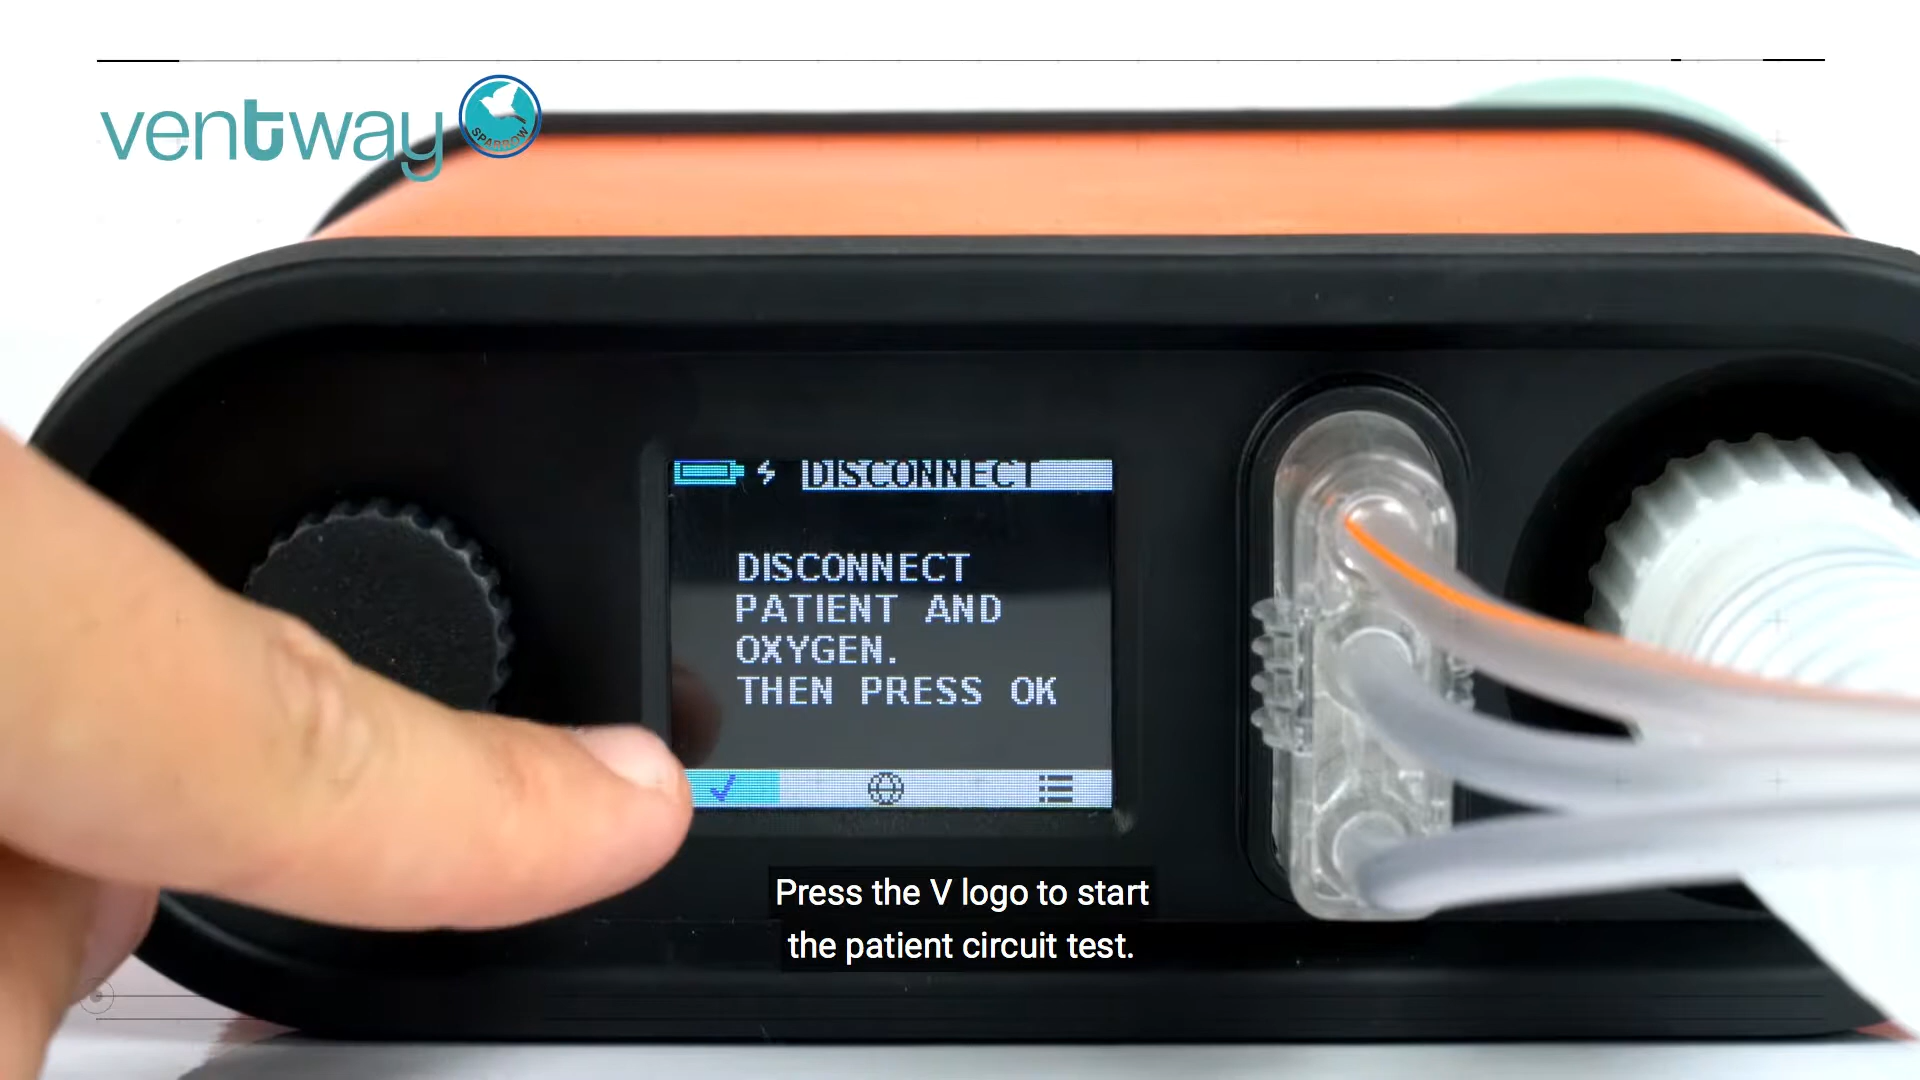 ventway
SPARROW
DISCONNECT
DISCONNECT
PATIENT AND
OXYGEN.
THEN PRESS OK
Press the V logo to start
the patient circuit test.